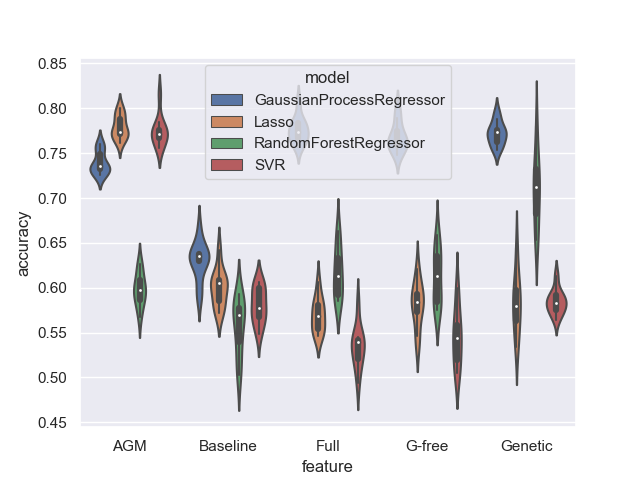 0.85
0.80
0.75
0.70
0.65
0.60
0.55
0.50
0.45
accuracy
model
GaussianProcessRegressor
Lasso
RandomForestRegressor
SVR
AGM
Baseline
Full
G-free
Genetic
feature